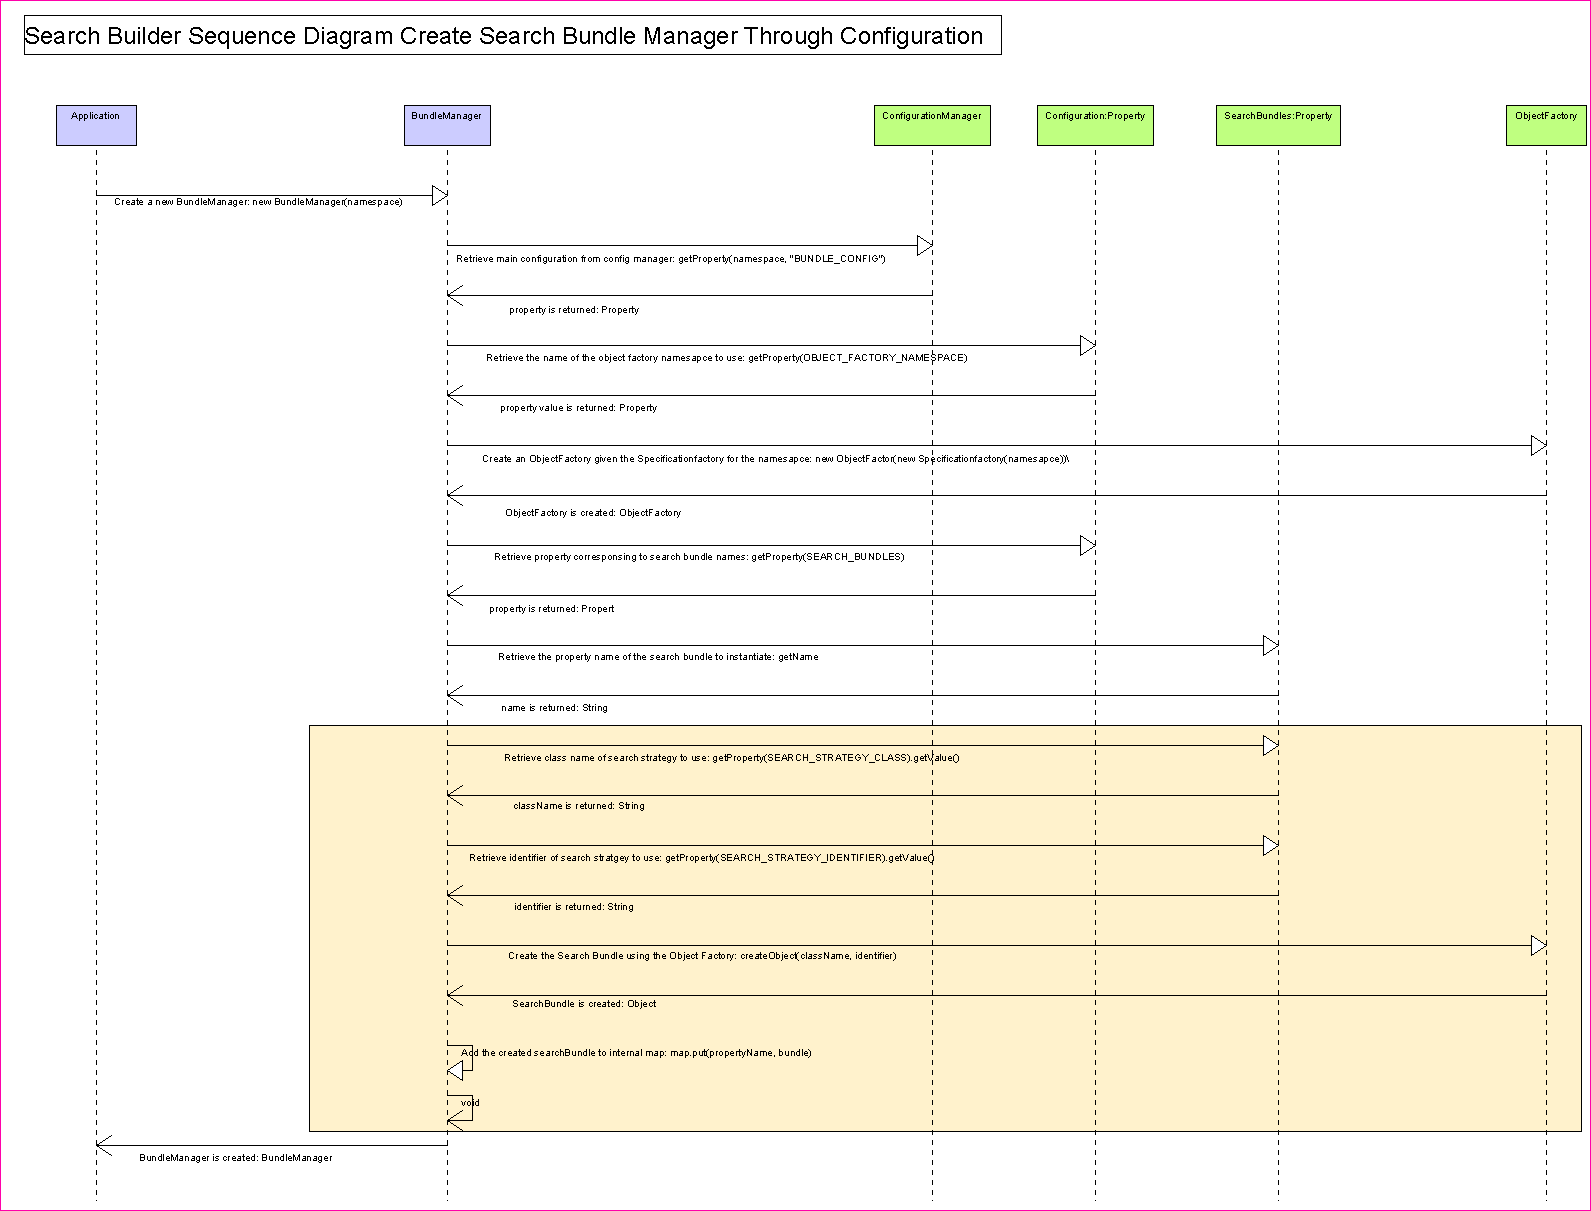 Search Builder Sequence Diagram Create Search Bundle Manager Through Configuration
Application
BundleManager
ConfigurationManager
Configuration:Property
SearchBundles:Property
ObjectFactory
Create a new BundleManager: new BundleManager(namespace)
Retrieve main configuration from config manager: getProperty(namespace, "BUNDLE_CONFIG")
property is returned: Property
Retrieve the name of the object factory namesapce to use: getProperty(OBJECT_FACTORY_NAMESPACE)
property value is returned: Property
Create an ObjectFactory given the Specificationfactory for the namesapce: new ObjectFactor(new Specificationfactory(namesapce))\
ObjectFactory is created: ObjectFactory
Retrieve property corresponsing to search bundle names: getProperty(SEARCH_BUNDLES)
property is returned: Propert
Retrieve the property name of the search bundle to instantiate: getName
name is returned: String
Retrieve class name of search strategy to use: getProperty(SEARCH_STRATEGY_CLASS).getValue()
className is returned: String
Retrieve identifier of search stratgey to use: getProperty(SEARCH_STRATEGY_IDENTIFIER).getValue()
identifier is returned: String
Create the Search Bundle using the Object Factory: createObject(className, identifier)
SearchBundle is created: Object
Add the created searchBundle to internal map: map.put(propertyName, bundle)
void
BundleManager is created: BundleManager